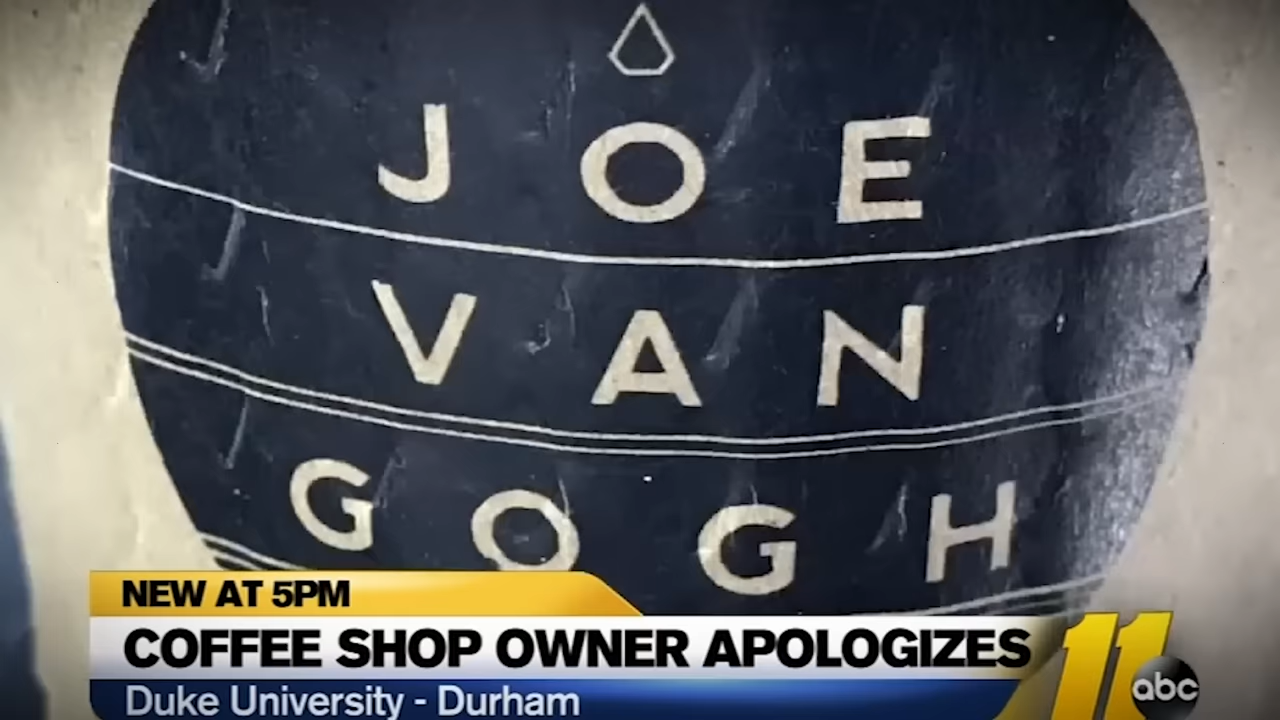 JOE
VAN
GOGH
NEW AT 5PM
COFFEE SHOP OWNER APOLOGIZES
Duke University - Durham
11
abc